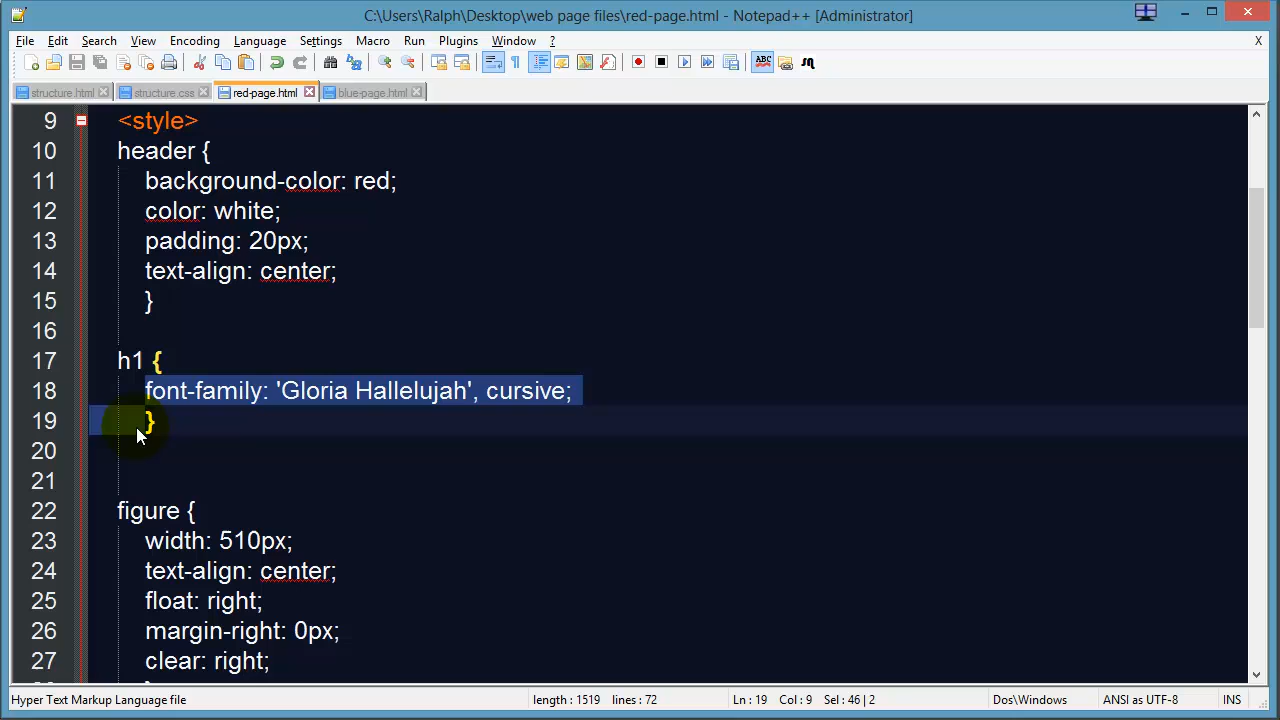 C:\Users\Ralph\Desktop\web page files\red-page.html - Notepad++ [Administrator]
File Edit Search View Encoding Language Settings Macro Run Plugins Window ? X
structure.html structure.css red-page.html blue-page.html
9 <style>
10 header {
11 background-color: red;
12 color: white;
13 padding: 20px;
14 text-align: center;
15 }
16
17 h1 {
18 font-family: 'Gloria Hallelujah', cursive;
19 }
20
21
22 figure {
23 width: 510px;
24 text-align: center;
25 float: right;
26 margin-right: 0px;
27 clear: right;
Hyper Text Markup Language file length : 1519 lines : 72 Ln : 19 Col : 9 Sel : 46 | 2 Dos\Windows ANSI as UTF-8 INS